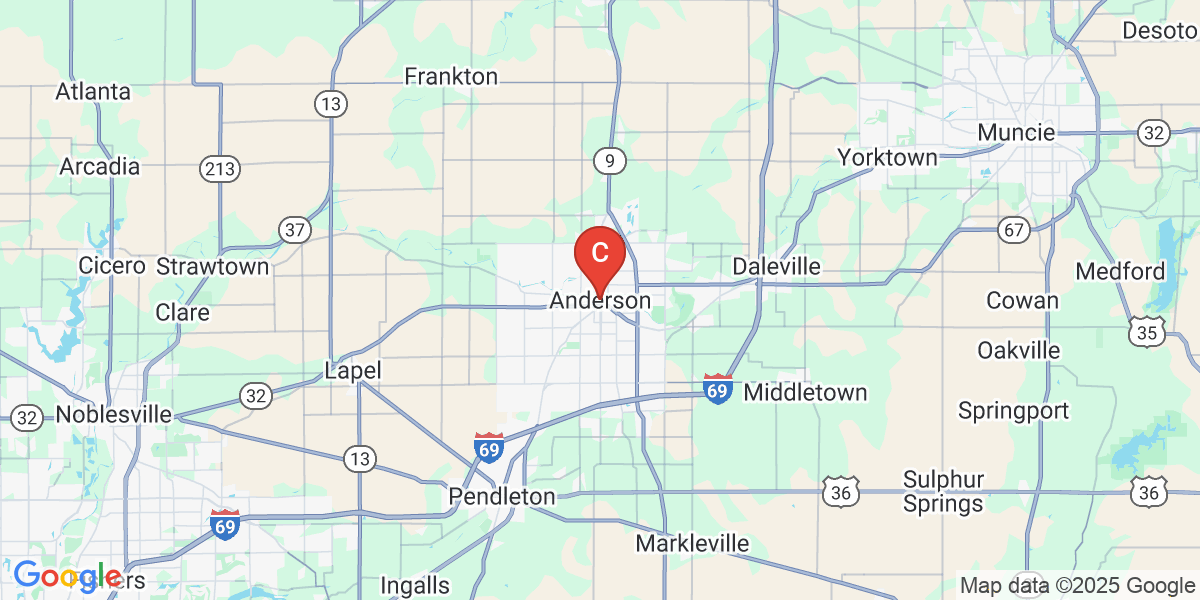 Desoto
Frankton
Atlanta
13
Muncie
32
Yorktown
9
Arcadia
213
37
67
C
Cicero
Strawtown
Daleville
Medford
Anderson
Cowan
Clare
35
Oakville
Lapel
69
Middletown
32
Springport
32
Noblesville
69
13
Sulphur
Springs
36
36
Pendleton
69
Markleville
Google
ers
Ingalls
Map data ©2025 Google